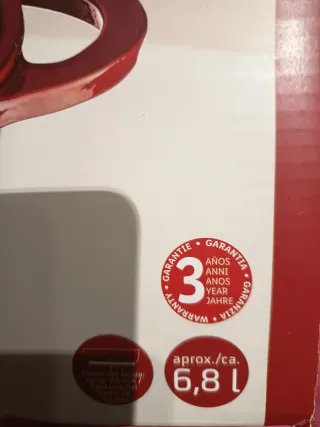 GARANTIE • GARANTIA • GARANZIA • WARRANTY •
3
AÑOS
ANNI
ANOS
YEAR
JAHRE
aprox./ca.
6,8 l